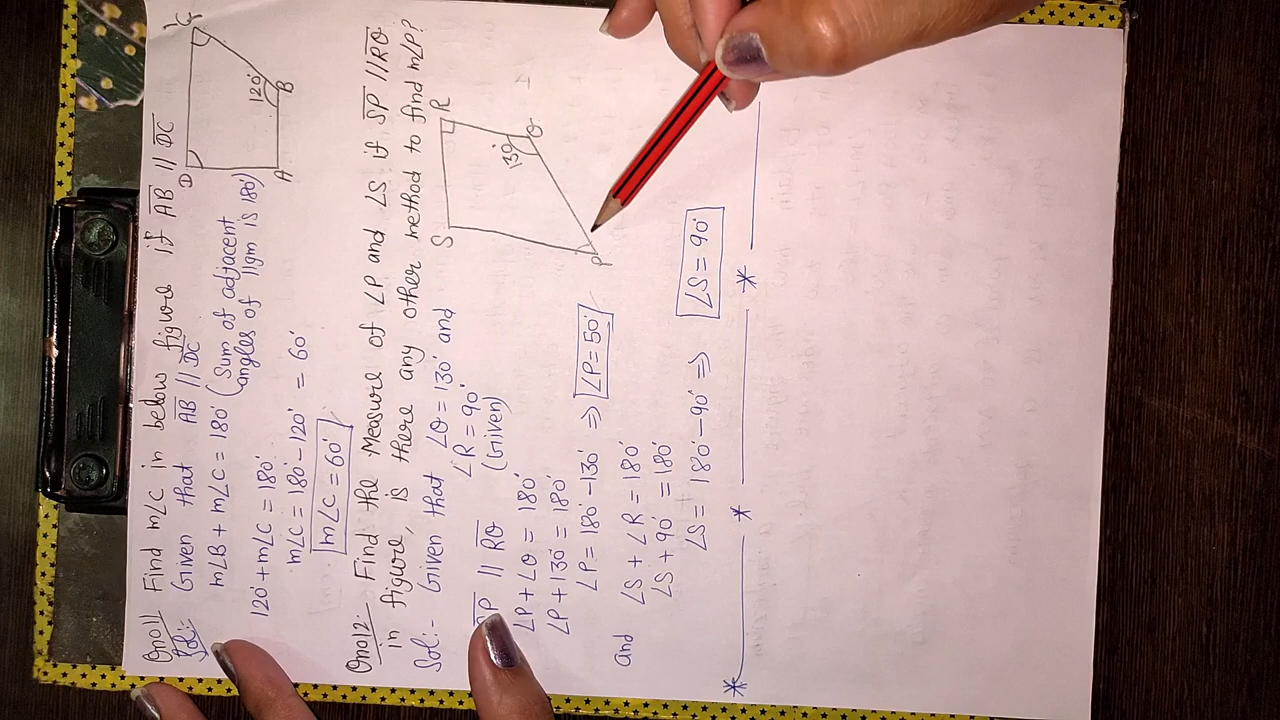 Qno11 Find m∠C in below figure if AB || DC
Sol:- Given that AB || DC
m∠B + m∠C = 180° (Sum of adjacent
angles of ||gm is 180°)
120° + m∠C = 180°
m∠C = 180° - 120° = 60°
m∠C = 60°
D
C
120°
B
A
Qno12:- Find the Measure of ∠P and ∠S if SP || RQ
in figure, is there any other method to find m∠P?
Sol:- Given that ∠Q = 130° and
∠R = 90°
(Given)
SP || RQ
∠P + ∠Q = 180°
∠P + 130° = 180°
∠P = 180° - 130° ⇒ ∠P = 50°
and ∠S + ∠R = 180°
∠S + 90° = 180°
∠S = 180° - 90° ⇒ ∠S = 90°
S
R
130°
Q
P